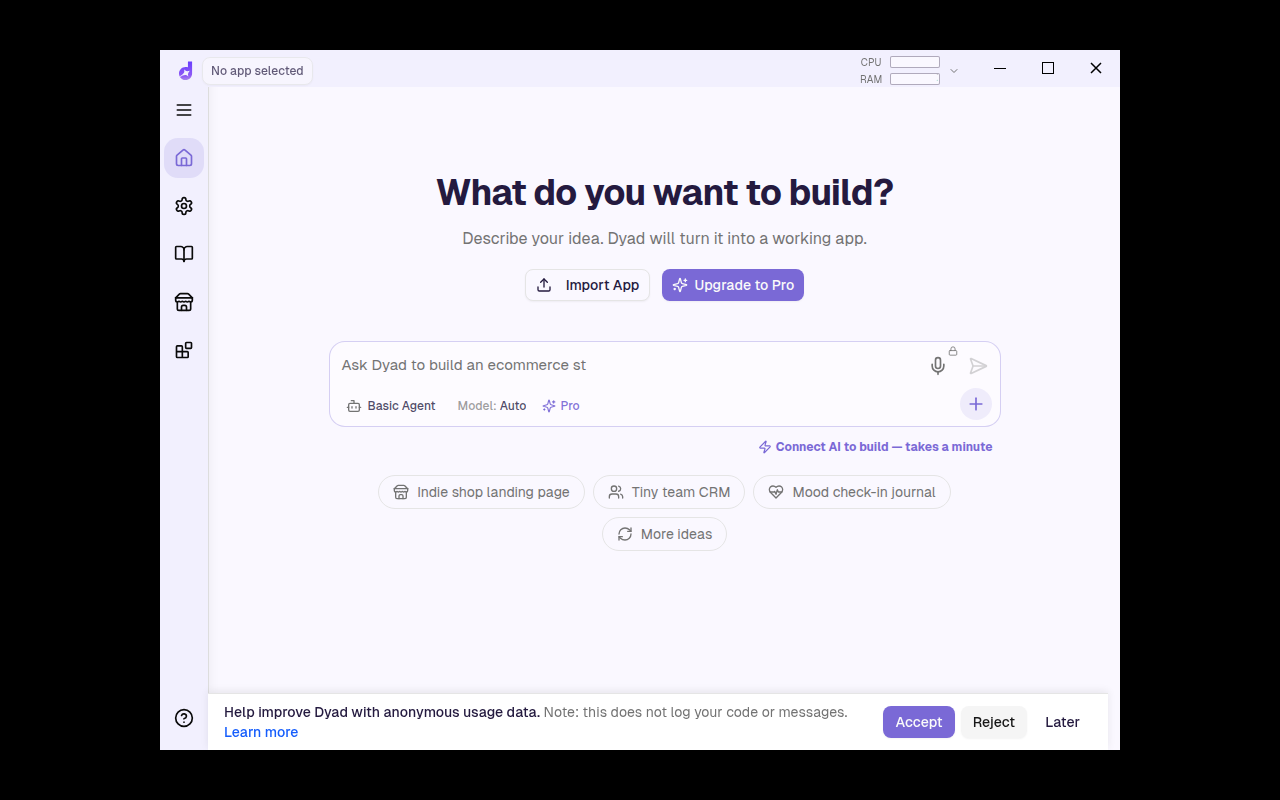 No app selected
CPU
RAM
What do you want to build?
Describe your idea. Dyad will turn it into a working app.
Import App
Upgrade to Pro
Ask Dyad to build an ecommerce st
Basic Agent
Model: Auto
Pro
Connect AI to build — takes a minute
Indie shop landing page
Tiny team CRM
Mood check-in journal
More ideas
Help improve Dyad with anonymous usage data. Note: this does not log your code or messages.
Learn more
Accept
Reject
Later